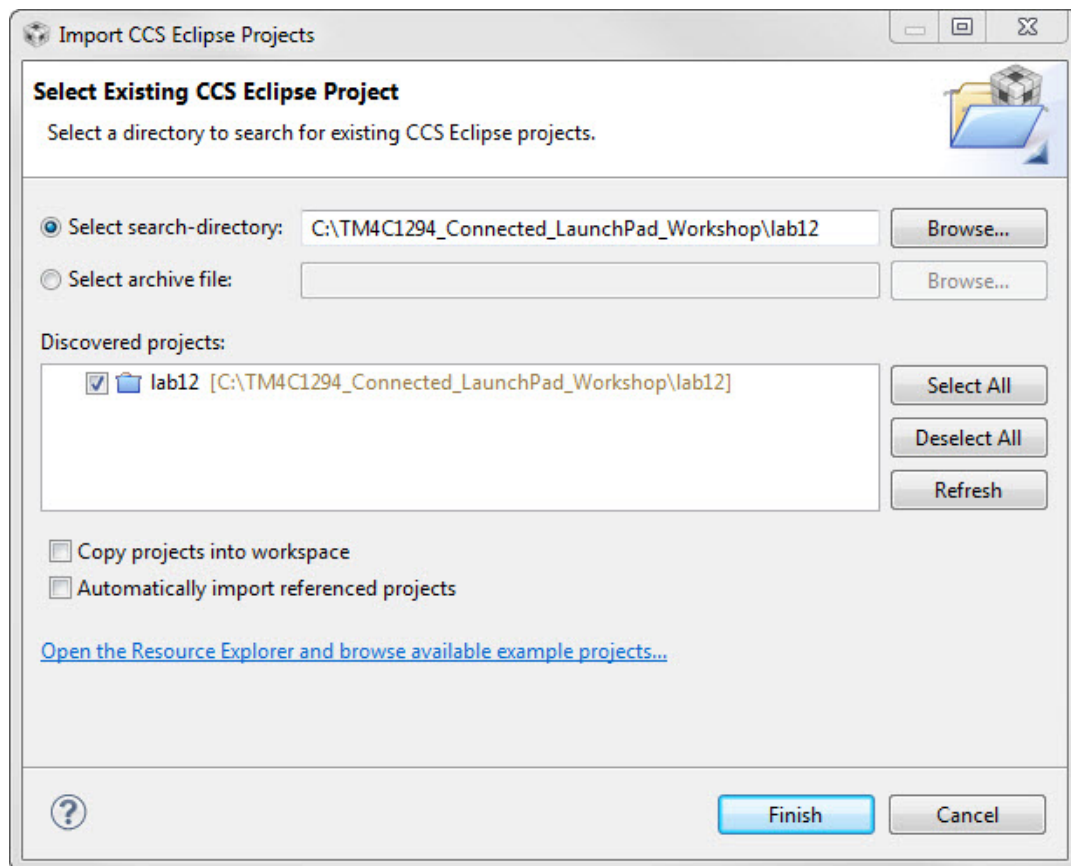 Import CCS Eclipse Projects
Select Existing CCS Eclipse Project
Select a directory to search for existing CCS Eclipse projects.
Select search-directory: C:\TM4C1294_Connected_LaunchPad_Workshop\lab12 Browse...
Select archive file: Browse...
Discovered projects:
lab12 [C:\TM4C1294_Connected_LaunchPad_Workshop\lab12]
Select All
Deselect All
Refresh
Copy projects into workspace
Automatically import referenced projects
Open the Resource Explorer and browse available example projects...
? Finish Cancel